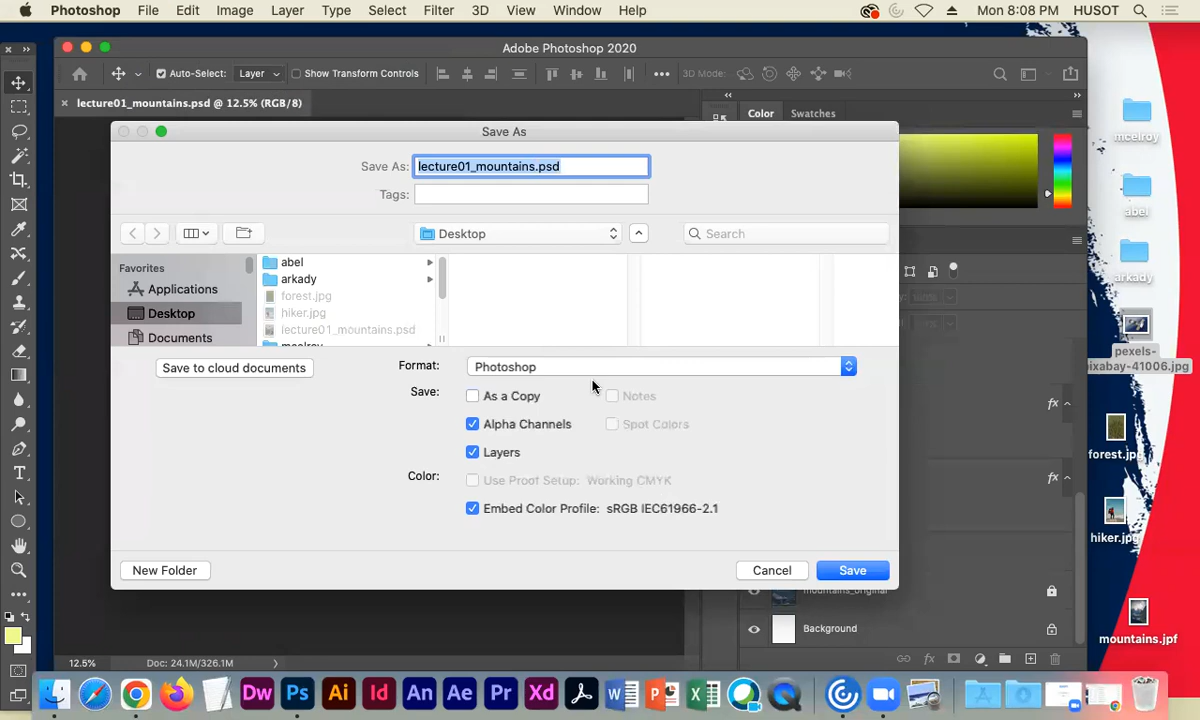 Photoshop File Edit Image Layer Type Select Filter 3D View Window Help Mon 8:08 PM HUSOT
Adobe Photoshop 2020
Auto-Select: Layer Show Transform Controls 3D Mode:
lecture01_mountains.psd @ 12.5% (RGB/8)
Color Swatches
Save As
Save As: lecture01_mountains.psd
Tags:
Desktop
Search
Favorites
Applications
Desktop
Documents
abel
arkady
forest.jpg
hiker.jpg
lecture01_mountains.psd
Save to cloud documents
Format: Photoshop
Save: As a Copy Notes
Alpha Channels Spot Colors
Layers
Color: Use Proof Setup: Working CMYK
Embed Color Profile: sRGB IEC61966-2.1
New Folder Cancel Save
fx
fx
mountains_original
Background
12.5% Doc: 24.1M/326.1M
mcelroy
abel
arkady
pexels-
pixabay-41006.jpg
forest.jpg
hiker.jpg
mountains.jpf
Dw Ps Ai Id An Ae Pr Xd W P X